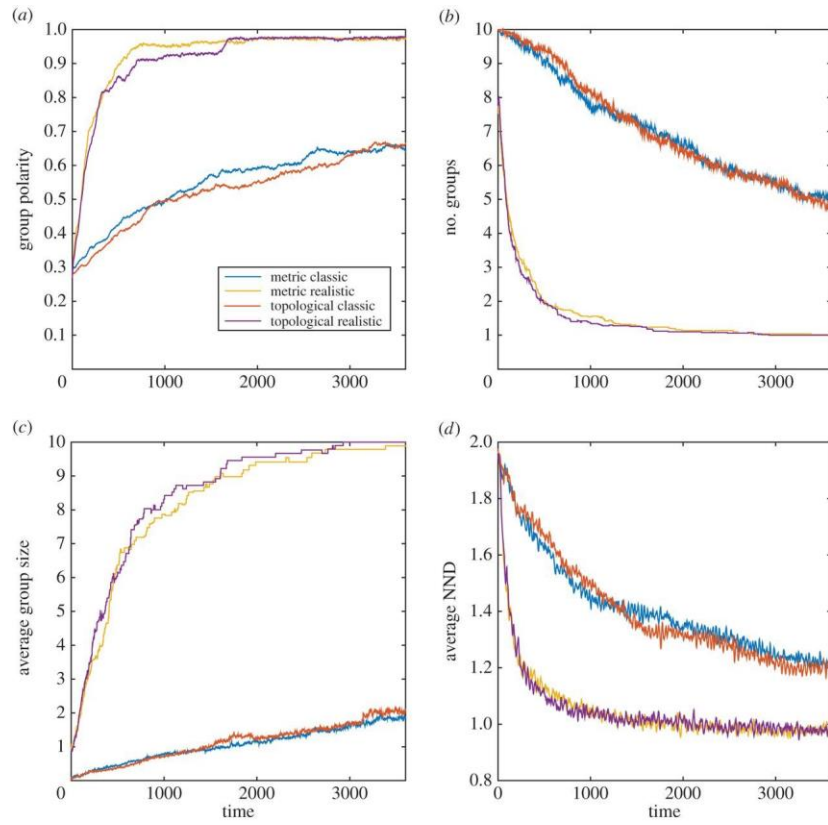 (a)
1.0
0.9
0.8
0.7
0.6
0.5
0.4
0.3
0.2
0.1
group polarity
metric classic
metric realistic
topological classic
topological realistic
0 1000 2000 3000
(b)
10
9
8
7
6
5
4
3
2
1
no. groups
0 1000 2000 3000
(c)
10
9
8
7
6
5
4
3
2
1
average group size
0 1000 2000 3000
time
(d)
2.0
1.8
1.6
1.4
1.2
1.0
0.8
average NND
0 1000 2000 3000
time